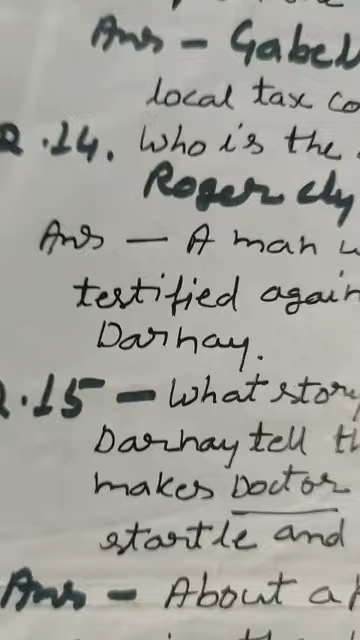 Ans - Gabel
local tax co
Q.14. Who is the
Roger cly
Ans - A man
testified again
Darnay.
Q.15 - What story
Darnay tell th
makes Doctor
startle and
Ans - About a